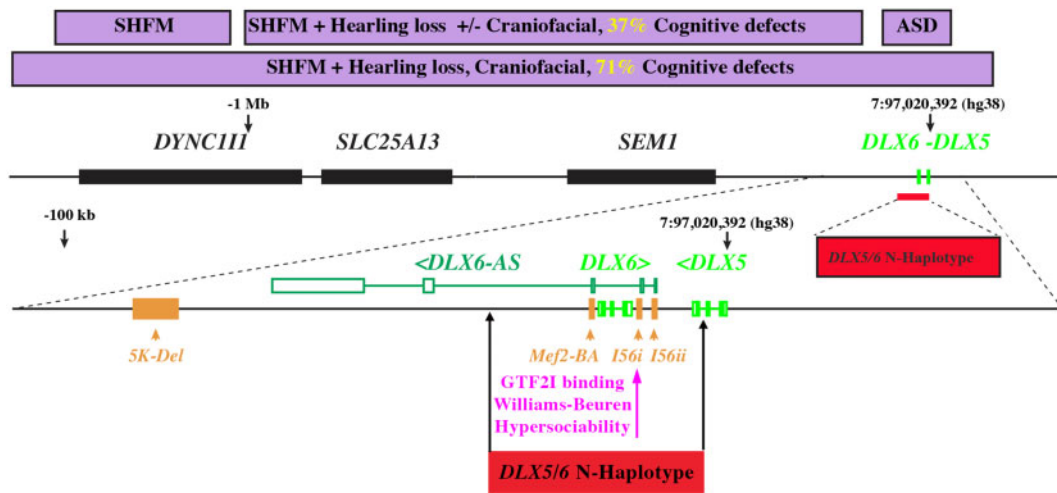 SHFM
SHFM + Hearling loss +/- Craniofacial, 37% Cognitive defects
ASD
SHFM + Hearling loss, Craniofacial, 71% Cognitive defects
-1 Mb
7:97,020,392 (hg38)
DYNC1I1
SLC25A13
SEM1
DLX6 -DLX5
-100 kb
7:97,020,392 (hg38)
DLX5/6 N-Haplotype
<DLX6-AS
DLX6>
<DLX5
5K-Del
Mef2-BA
I56i
I56ii
GTF2I binding
Williams-Beuren
Hypersociability
DLX5/6 N-Haplotype